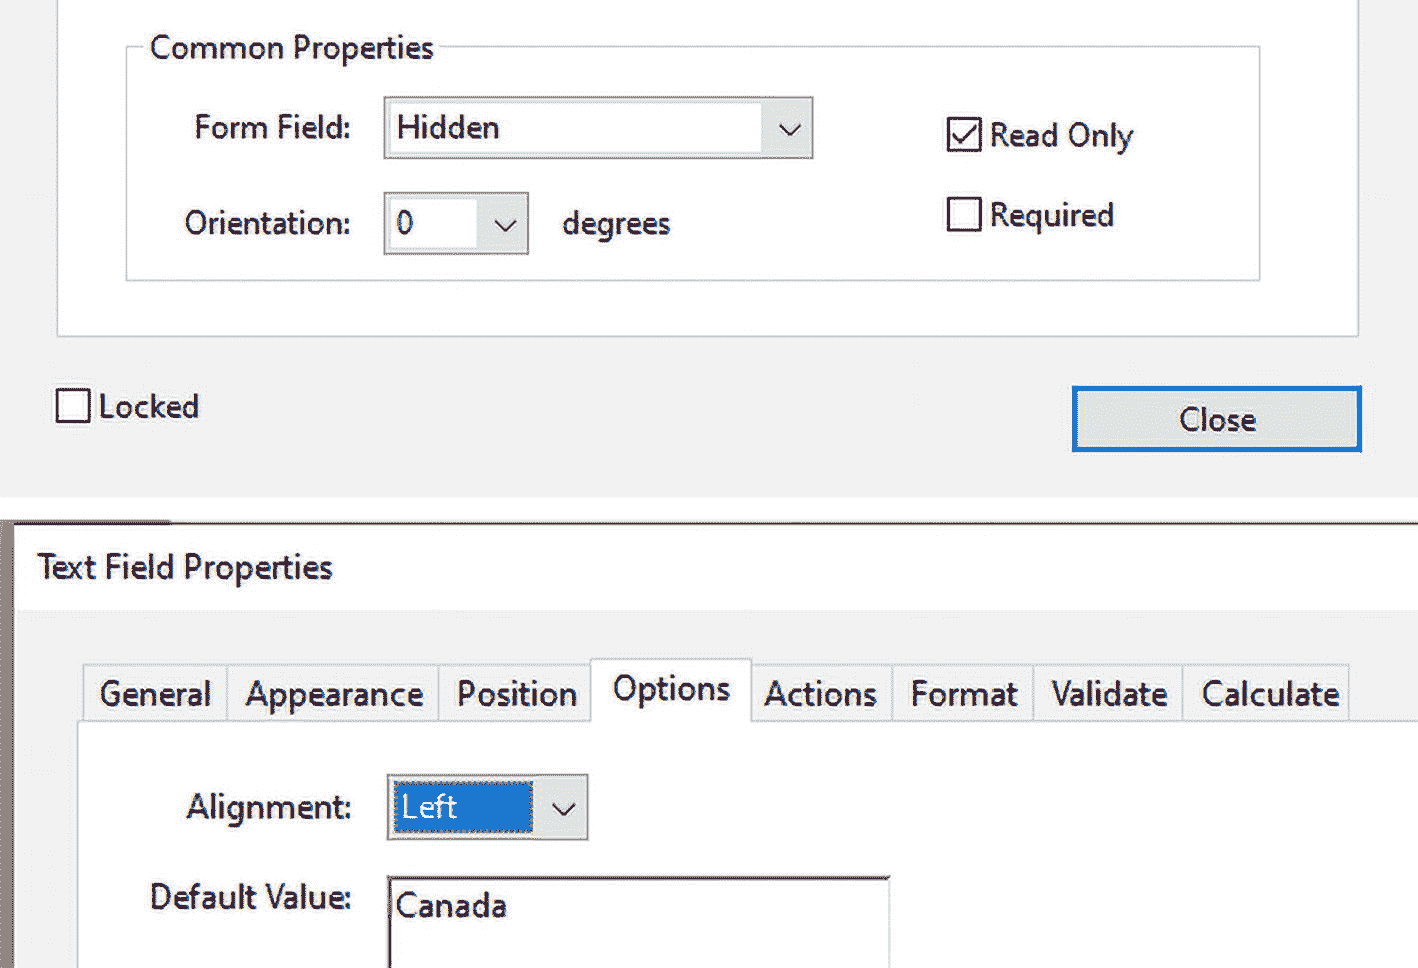 Common Properties
Form Field: Hidden
Read Only
Orientation: 0 degrees
Required
Locked
Close
Text Field Properties
General Appearance Position Options Actions Format Validate Calculate
Alignment: Left
Default Value: Canada